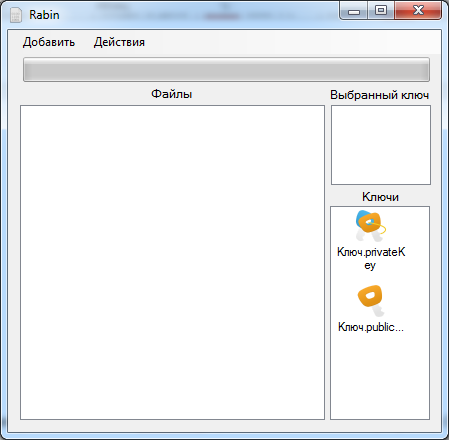 Rabin
Добавить Действия
Файлы
Выбранный ключ
Ключи
Ключ.privateK
ey
Ключ.public...